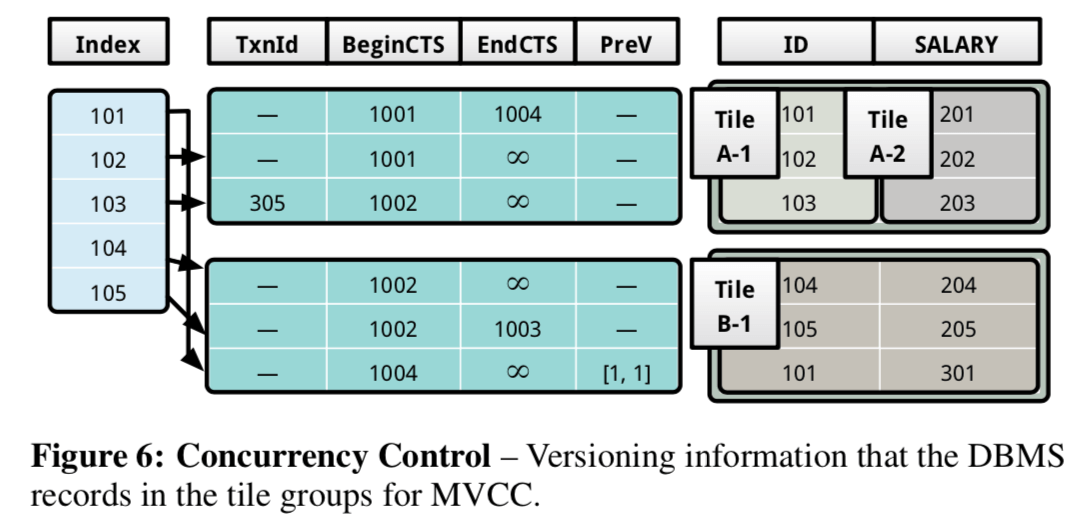 Index TxnId BeginCTS EndCTS PreV ID SALARY
101 — 1001 1004 — Tile A-1 101 Tile A-2 201
102 — 1001 ∞ — 102 202
103 305 1002 ∞ — 103 203
104 — 1002 ∞ — Tile B-1 104 204
105 — 1002 1003 — 105 205
— 1004 ∞ [1, 1] 101 301
Figure 6: Concurrency Control – Versioning information that the DBMS
records in the tile groups for MVCC.